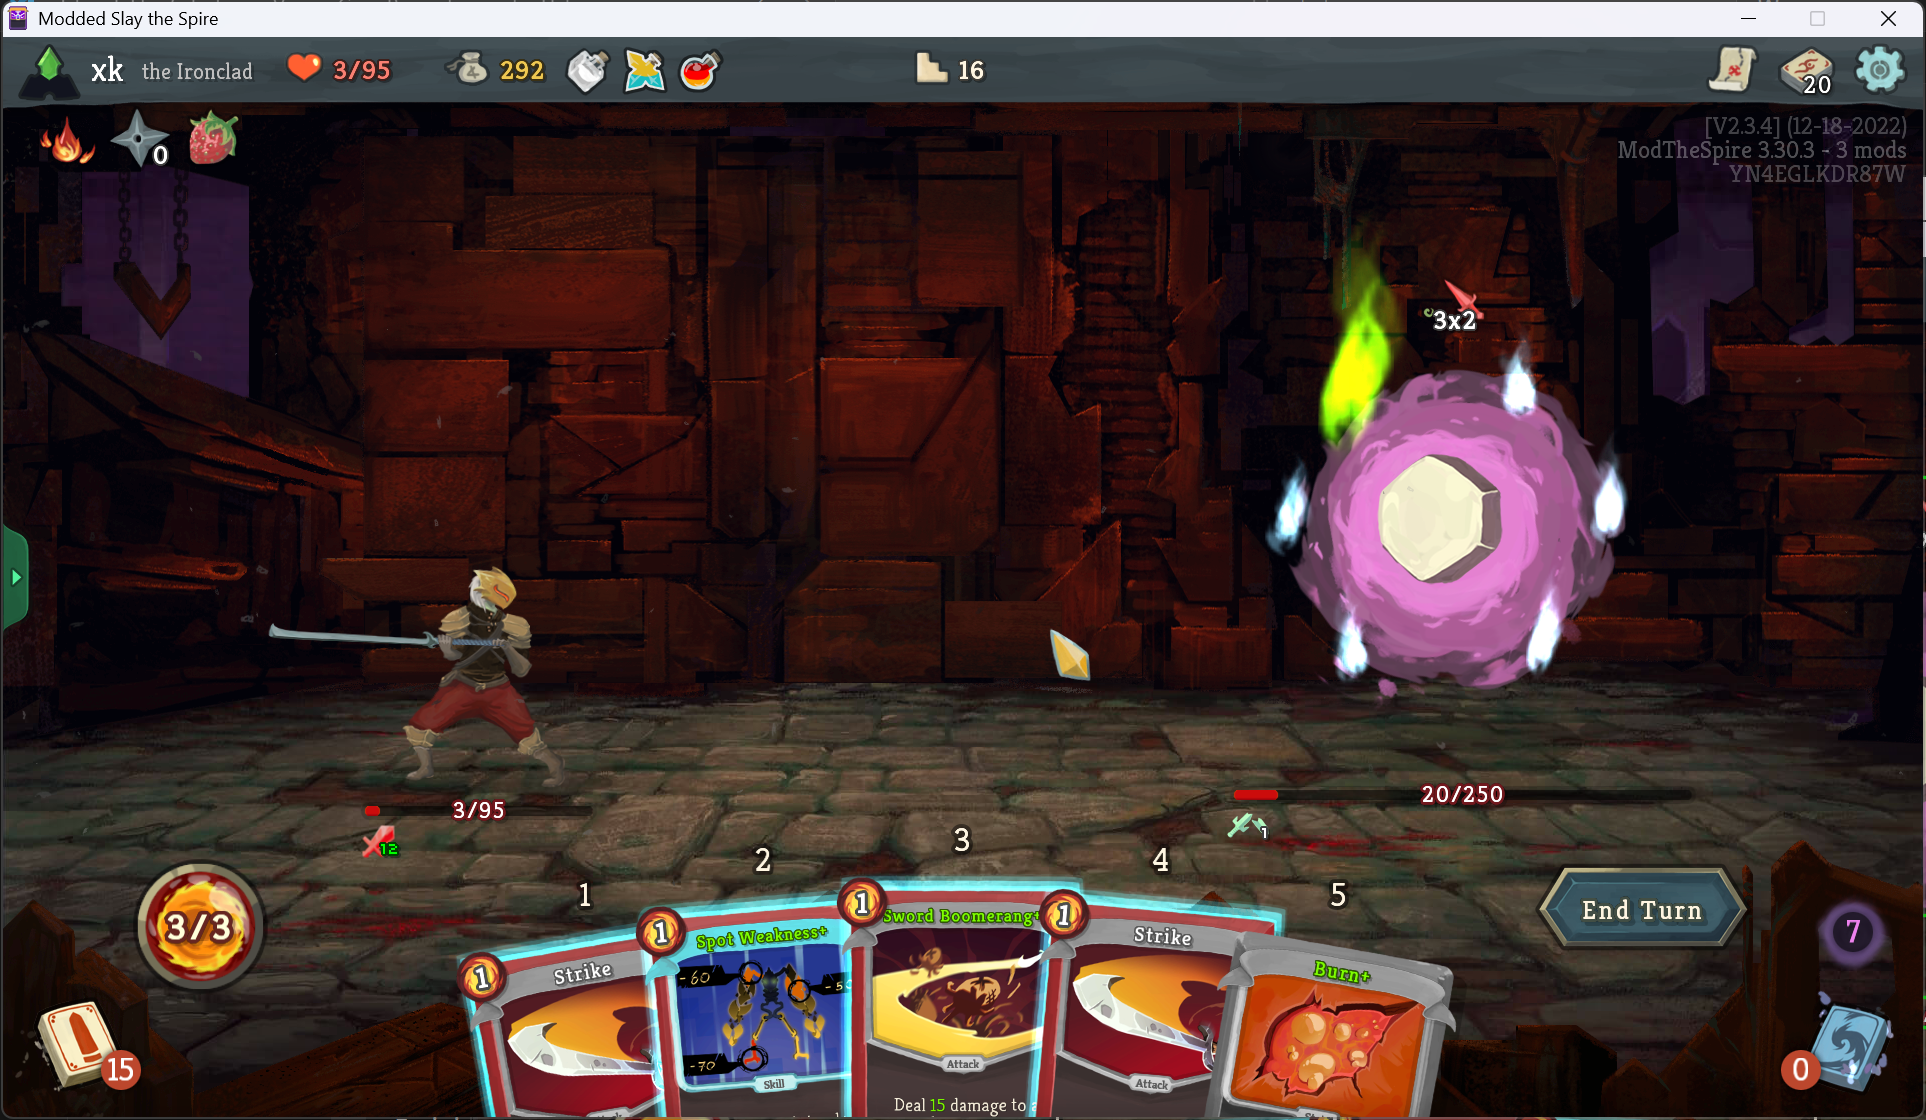 Modded Slay the Spire
xk the Ironclad 3/95 292 16 20
0
[V2.3.4] (12-18-2022)
ModTheSpire 3.30.3 - 3 mods
YN4EGLKDR87W
3x2
3/95
12
20/250
1
3/3
1 2 3 4 5
1 Strike
1 Spot Weakness+
-60
-70
Skill
1 Sword Boomerang+
Attack
Deal 15 damage to
1 Strike
Attack
Burn+
End Turn
7
15
0